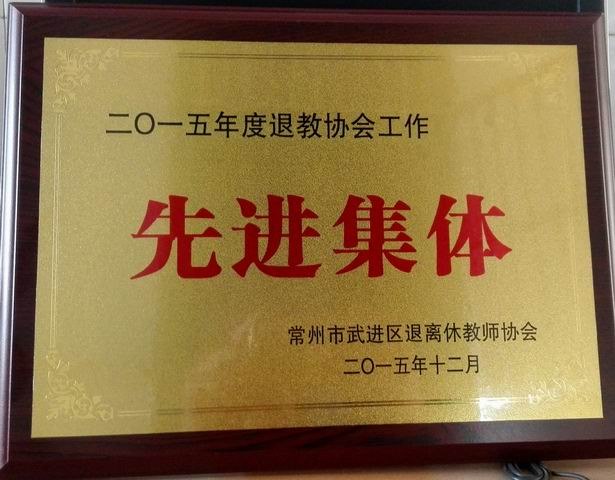 二〇一五年度退教协会工作
先进集体
常州市武进区退离休教师协会
二〇一五年十二月